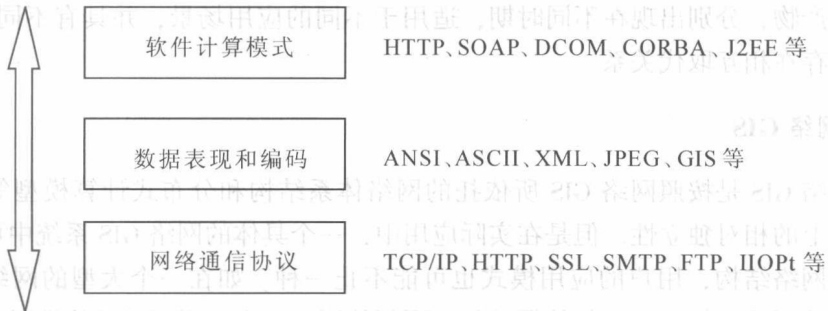 软件计算模式 HTTP、SOAP、DCOM、CORBA、J2EE 等
数据表现和编码 ANSI、ASCII、XML、JPEG、GIS 等
网络通信协议 TCP/IP、HTTP、SSL、SMTP、FTP、IIOPt 等